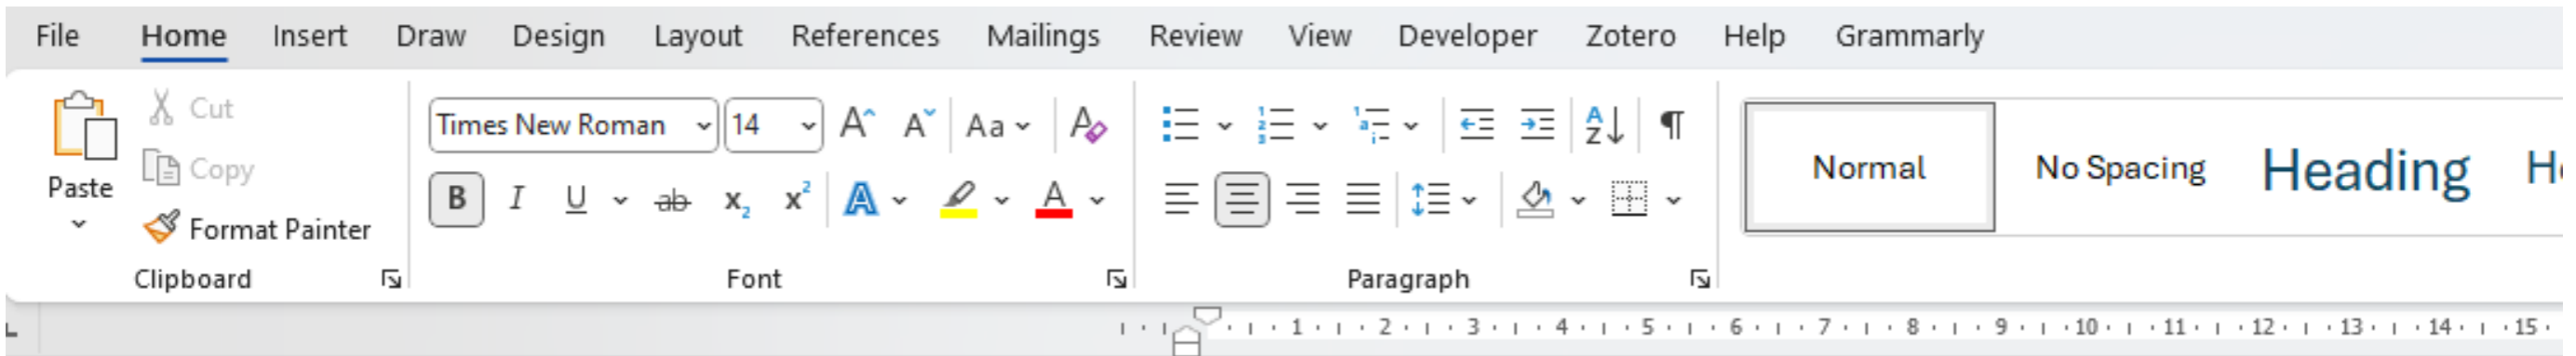 File Home Insert Draw Design Layout References Mailings Review View Developer Zotero Help Grammarly
Paste
Cut
Copy
Format Painter
Clipboard
Times New Roman 14 Aa
B I U ab x₂ x² A A
Font
¶
Paragraph
Normal No Spacing Heading
1 2 3 4 5 6 7 8 9 10 11 12 13 14 15